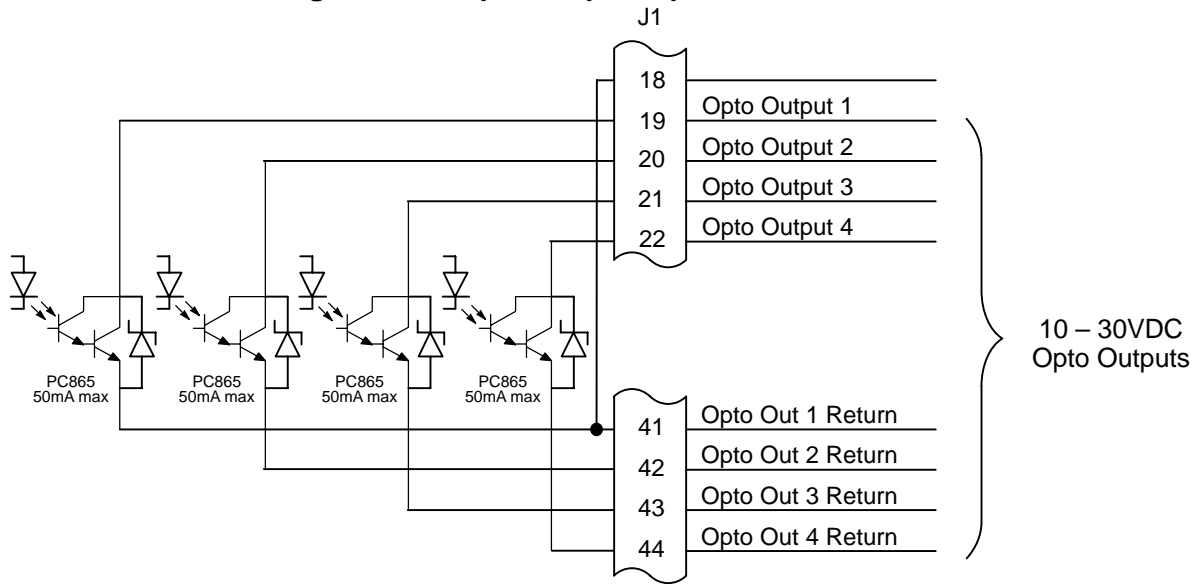 J1
18
Opto Output 1
19
Opto Output 2
20
Opto Output 3
21
Opto Output 4
22
10 – 30VDC
Opto Outputs
PC865
50mA max
PC865
50mA max
PC865
50mA max
PC865
50mA max
Opto Out 1 Return
41
Opto Out 2 Return
42
Opto Out 3 Return
43
Opto Out 4 Return
44